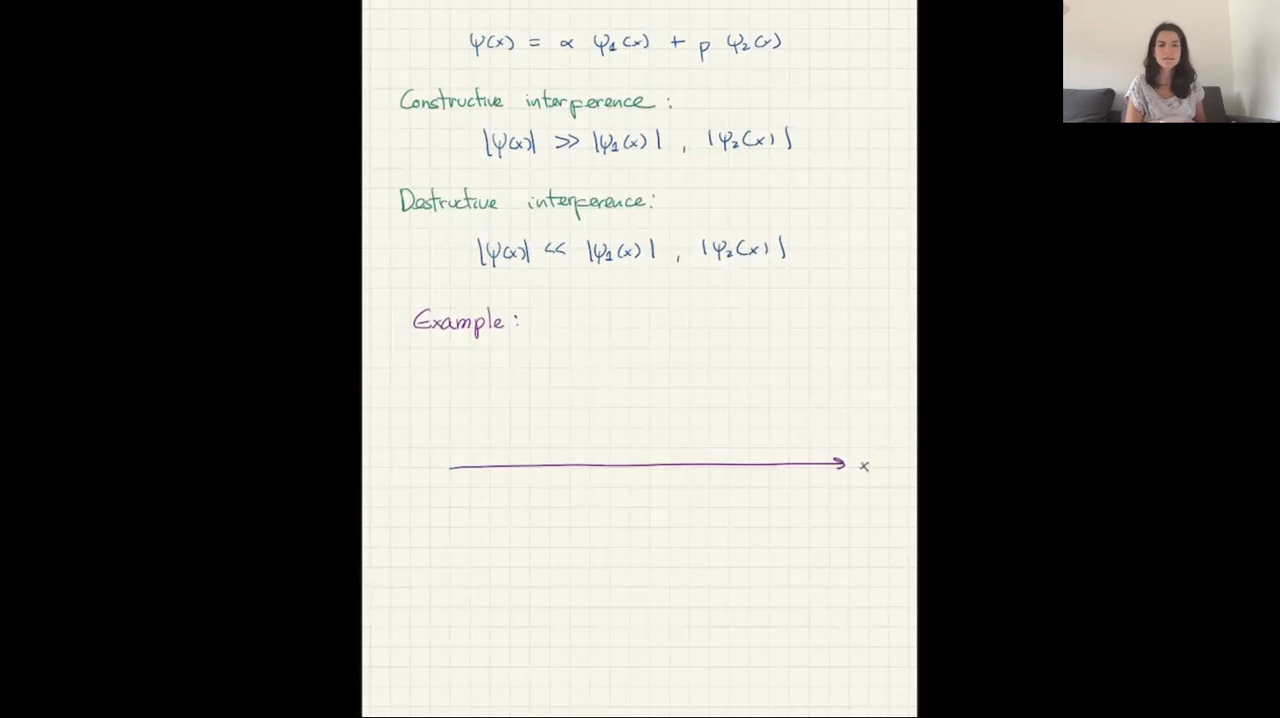 ψ(x) = α ψ₁(x) + β ψ₂(x)
Constructive interference :
|ψ(x)| >> |ψ₁(x)| , |ψ₂(x)|
Destructive interference :
|ψ(x)| << |ψ₁(x)| , |ψ₂(x)|
Example :
x